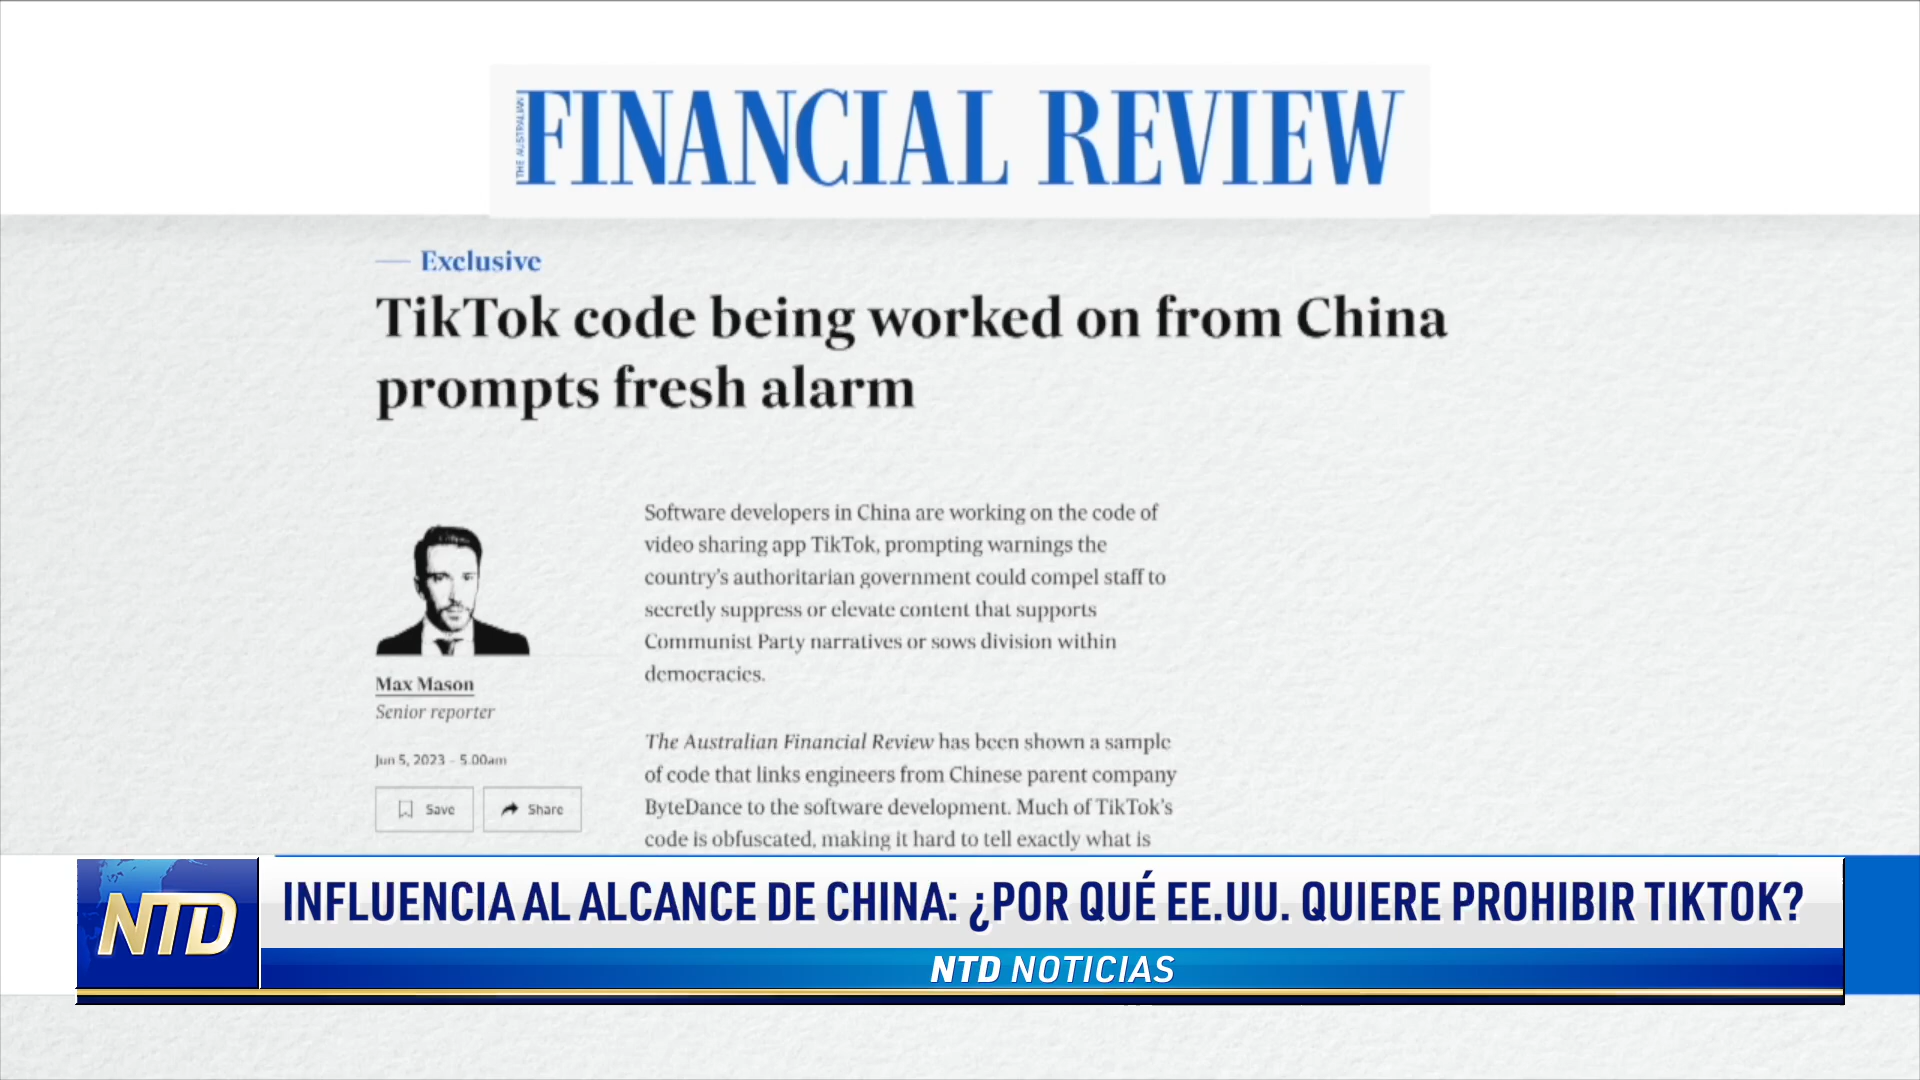 THE AUSTRALIAN
FINANCIAL REVIEW
Exclusive
TikTok code being worked on from China
prompts fresh alarm
Software developers in China are working on the code of
video sharing app TikTok, prompting warnings the
country's authoritarian government could compel staff to
secretly suppress or elevate content that supports
Communist Party narratives or sows division within
democracies.
Max Mason
Senior reporter
Jun 5, 2023 – 5.00am
Save
Share
The Australian Financial Review has been shown a sample
of code that links engineers from Chinese parent company
ByteDance to the software development. Much of TikTok's
code is obfuscated, making it hard to tell exactly what is
NTD
INFLUENCIA AL ALCANCE DE CHINA: ¿POR QUÉ EE.UU. QUIERE PROHIBIR TIKTOK?
NTD NOTICIAS